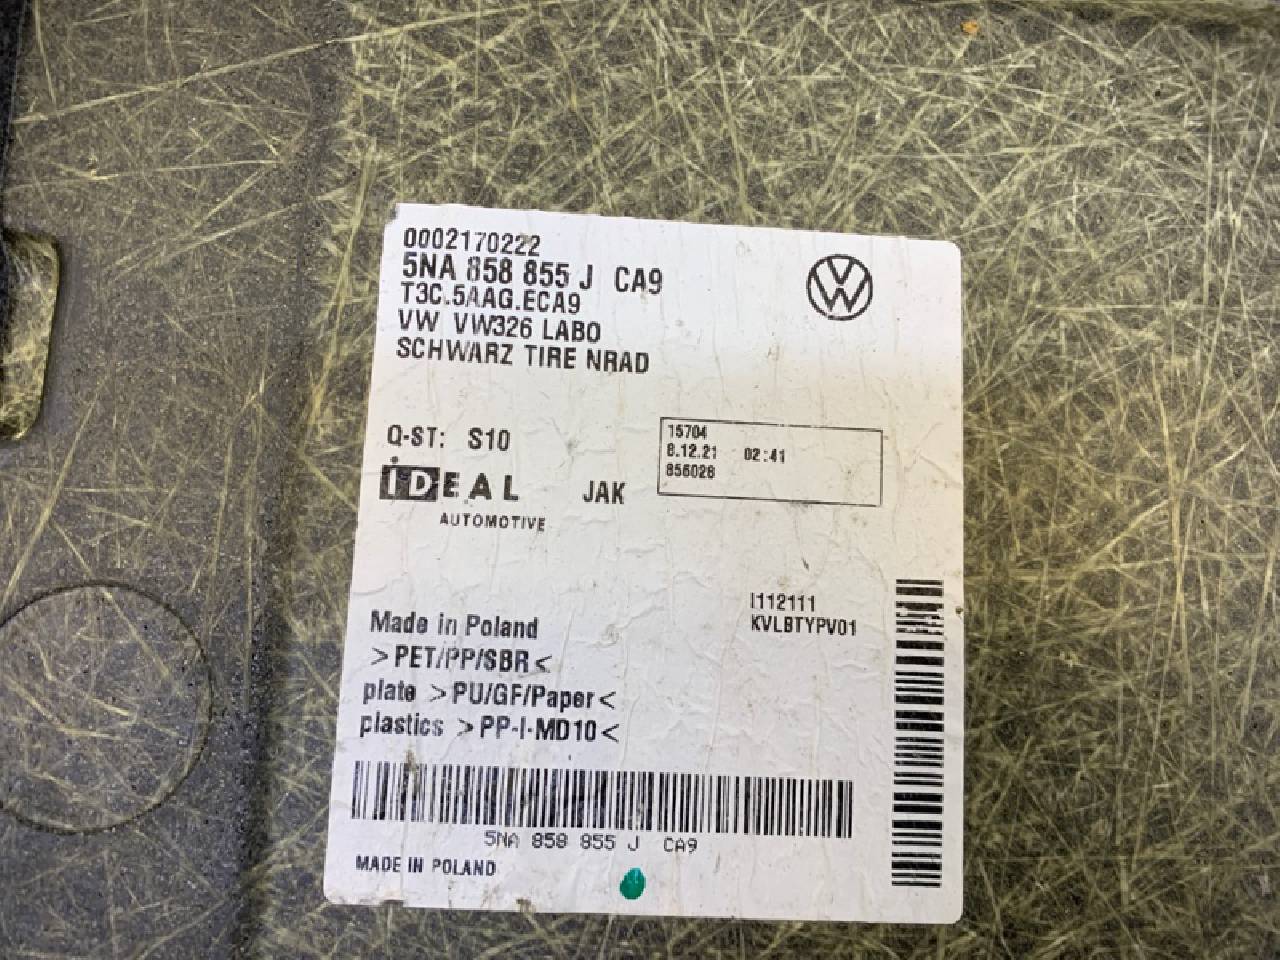 0002170222
5NA 858 855 J CA9
T3C.5AAG.ECA9
VW VW326 LABO
SCHWARZ TIRE NRAD
Q-ST: S10
15704
8.12.21 02:41
856028
iDEAL JAK
AUTOMOTIVE
I112111
KVLBTYPV01
Made in Poland
>PET/PP/SBR<
plate >PU/GF/Paper<
plastics >PP-I-MD10<
5NA 858 855 J CA9
MADE IN POLAND